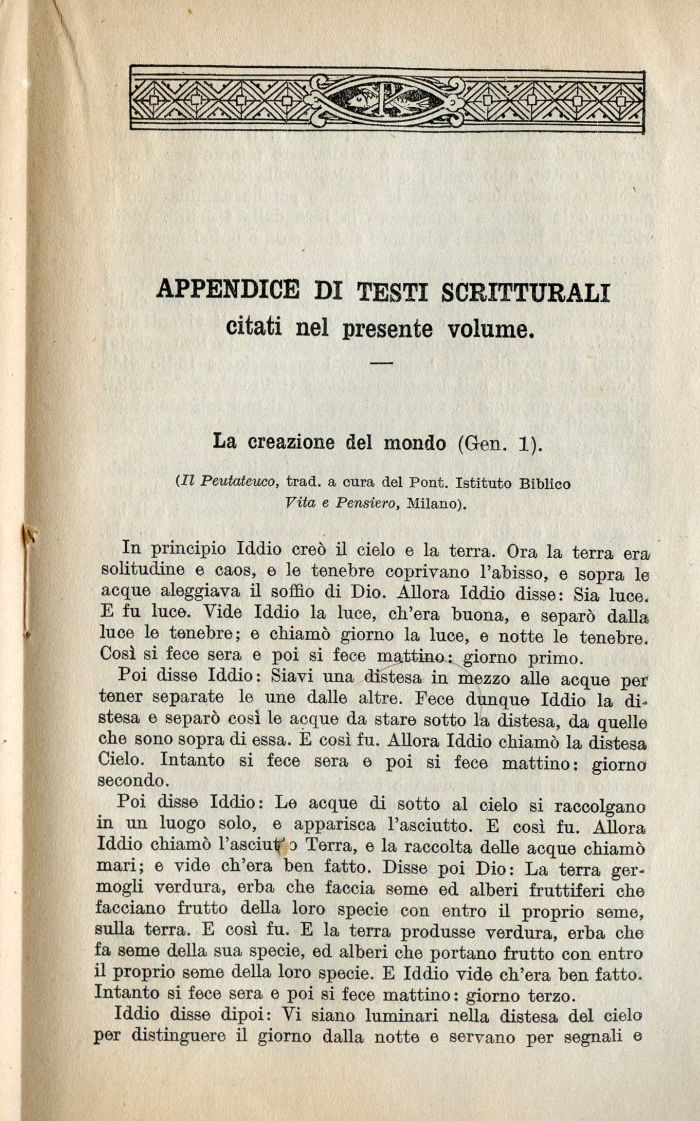 APPENDICE DI TESTI SCRITTURALI
citati nel presente volume.
La creazione del mondo (Gen. 1).
(Il Peutateuco, trad. a cura del Pont. Istituto Biblico
Vita e Pensiero, Milano).
In principio Iddio creò il cielo e la terra. Ora la terra era
solitudine e caos, e le tenebre coprivano l'abisso, e sopra le
acque aleggiava il soffio di Dio. Allora Iddio disse: Sia luce.
E fu luce. Vide Iddio la luce, ch'era buona, e separò dalla
luce le tenebre; e chiamò giorno la luce, e notte le tenebre.
Così si fece sera e poi si fece mattino: giorno primo.
Poi disse Iddio: Siavi una distesa in mezzo alle acque per
tener separate le une dalle altre. Fece dunque Iddio la di-
stesa e separò così le acque da stare sotto la distesa, da quelle
che sono sopra di essa. E così fu. Allora Iddio chiamò la distesa
Cielo. Intanto si fece sera e poi si fece mattino: giorno
secondo.
Poi disse Iddio: Le acque di sotto al cielo si raccolgano
in un luogo solo, e apparisca l'asciutto. E così fu. Allora
Iddio chiamò l'asciutto Terra, e la raccolta delle acque chiamò
mari; e vide ch'era ben fatto. Disse poi Dio: La terra ger-
mogli verdura, erba che faccia seme ed alberi fruttiferi che
facciano frutto della loro specie con entro il proprio seme,
sulla terra. E così fu. E la terra produsse verdura, erba che
fa seme della sua specie, ed alberi che portano frutto con entro
il proprio seme della loro specie. E Iddio vide ch'era ben fatto.
Intanto si fece sera e poi si fece mattino: giorno terzo.
Iddio disse dipoi: Vi siano luminari nella distesa del cielo
per distinguere il giorno dalla notte e servano per segnali e